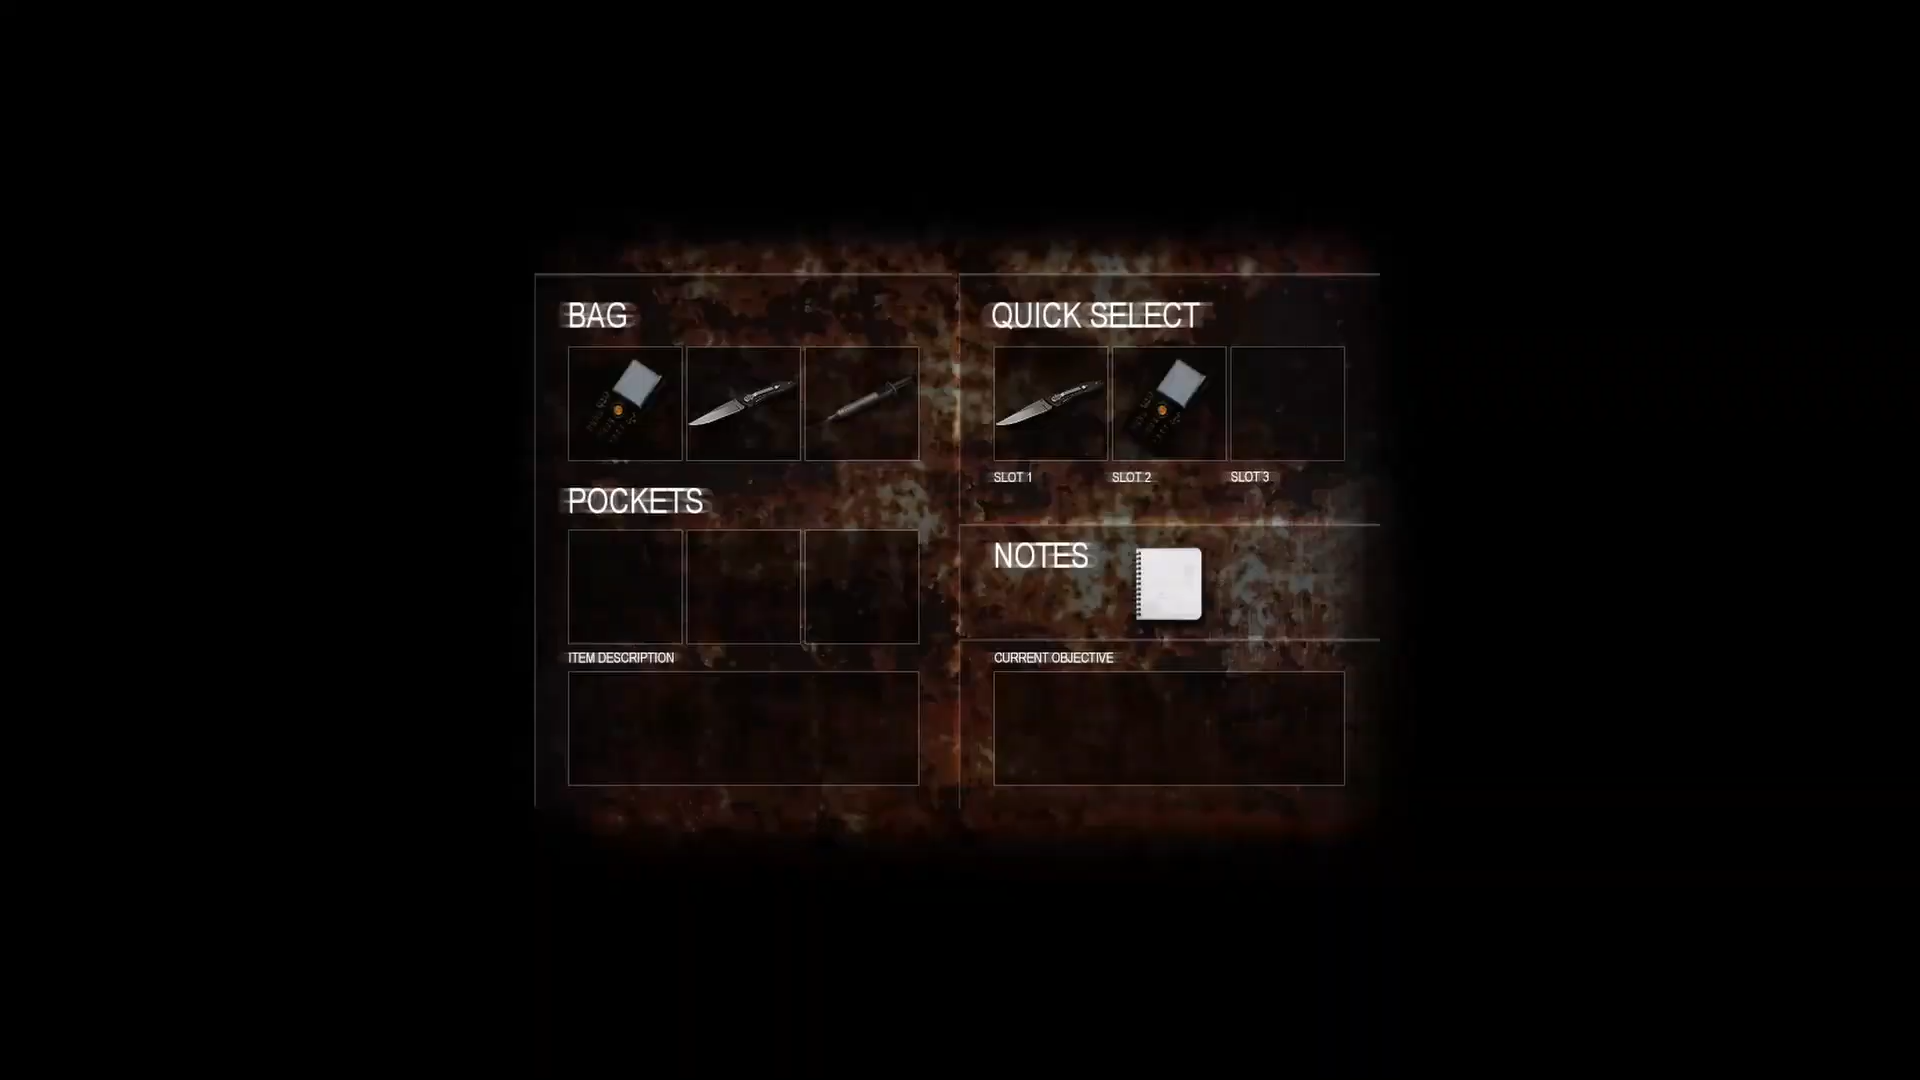 BAG
POCKETS
ITEM DESCRIPTION
QUICK SELECT
SLOT 1
SLOT 2
SLOT 3
NOTES
CURRENT OBJECTIVE